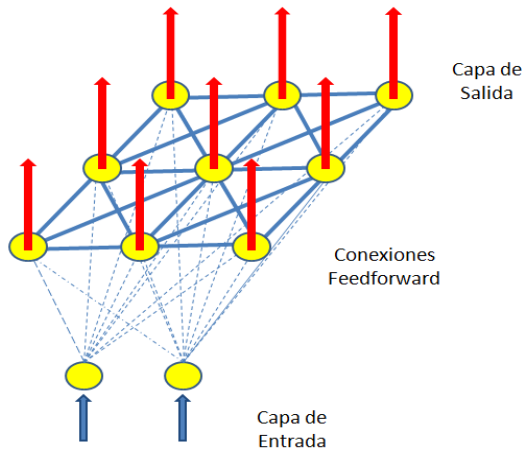 Capa de
Salida
Conexiones
Feedforward
Capa de
Entrada